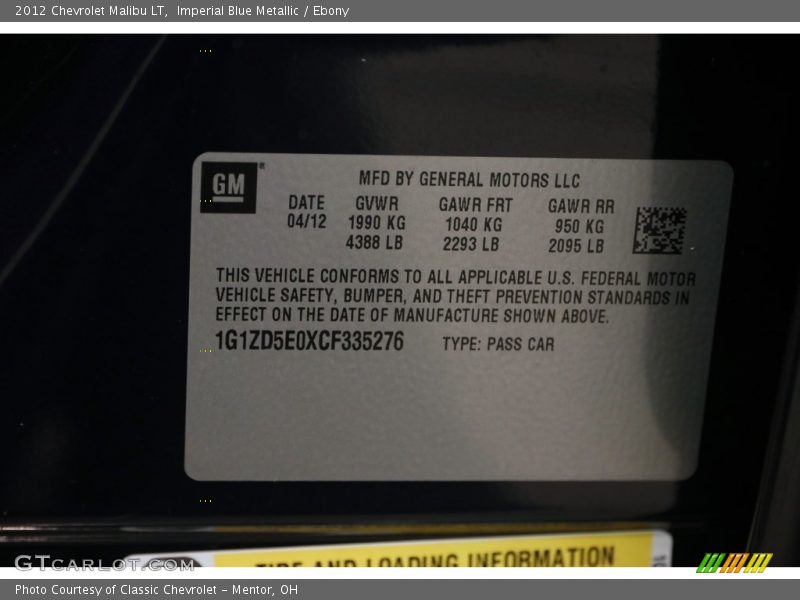 2012 Chevrolet Malibu LT, Imperial Blue Metallic / Ebony
GM
MFD BY GENERAL MOTORS LLC
DATE GVWR GAWR FRT GAWR RR
04/12 1990 KG 1040 KG 950 KG
4388 LB 2293 LB 2095 LB
THIS VEHICLE CONFORMS TO ALL APPLICABLE U.S. FEDERAL MOTOR
VEHICLE SAFETY, BUMPER, AND THEFT PREVENTION STANDARDS IN
EFFECT ON THE DATE OF MANUFACTURE SHOWN ABOVE.
1G1ZD5E0XCF335276 TYPE: PASS CAR
TIRE AND LOADING INFORMATION
GTCARLOT.COM
Photo Courtesy of Classic Chevrolet - Mentor, OH